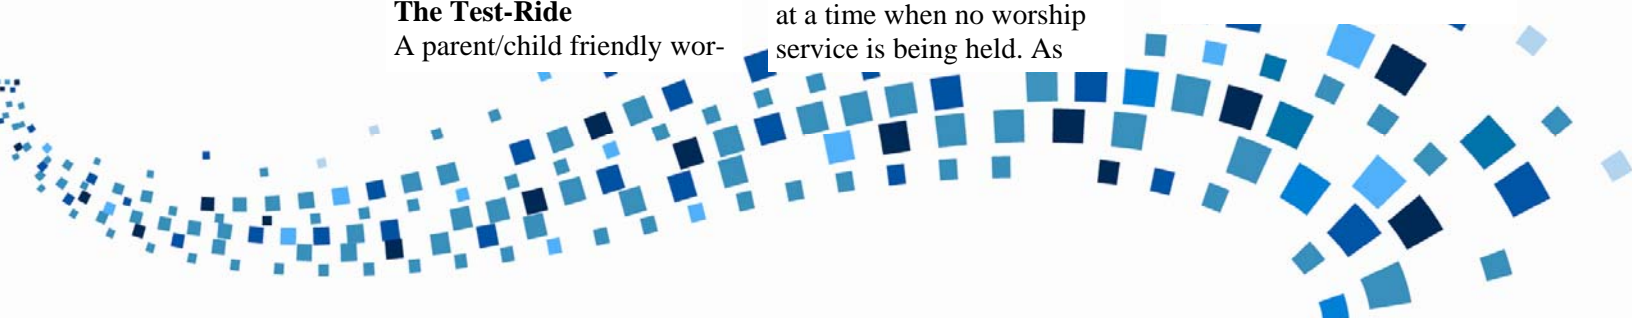 The Test-Ride
A parent/child friendly wor-
at a time when no worship
service is being held. As